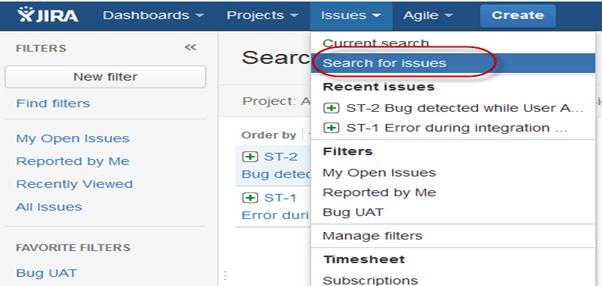 JIRA Dashboards Projects Issues Agile Create
FILTERS
New filter
Find filters
My Open Issues
Reported by Me
Recently Viewed
All Issues
FAVORITE FILTERS
Bug UAT
Searc
Project: A
Order by
ST-2
Bug detec
ST-1
Error duri
Current search
Search for issues
Recent issues
ST-2 Bug detected while User A...
ST-1 Error during integration ...
Filters
My Open Issues
Reported by Me
Bug UAT
Manage filters
Timesheet
Subscriptions